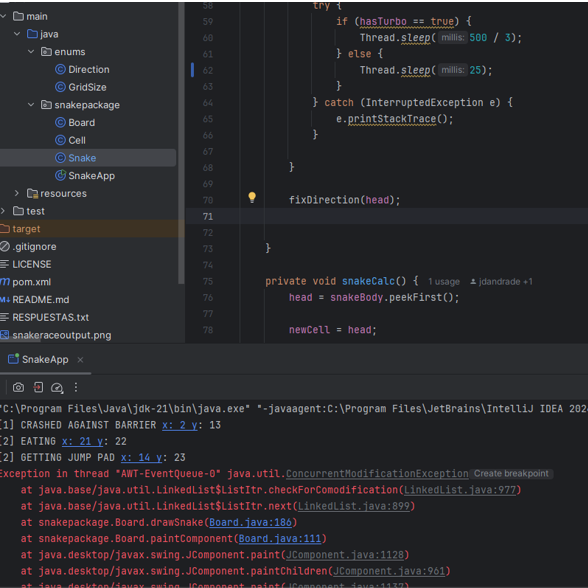 main
java
enums
Direction
GridSize
snakepackage
Board
Cell
Snake
SnakeApp
resources
test
target
.gitignore
LICENSE
pom.xml
README.md
RESPUESTAS.txt
snakeraceoutput.png
58 try {
59 if (hasTurbo == true) {
60 Thread.sleep( millis: 500 / 3);
61 } else {
62 Thread.sleep( millis: 25);
63 }
64 } catch (InterruptedException e) {
65 e.printStackTrace();
66 }
67
68 }
69
70 fixDirection(head);
71
72
73 }
74
75 private void snakeCalc() { 1 usage jdandrade +1
76 head = snakeBody.peekFirst();
77
78 newCell = head;
SnakeApp ×
"C:\Program Files\Java\jdk-21\bin\java.exe" "-javaagent:C:\Program Files\JetBrains\IntelliJ IDEA 202
[1] CRASHED AGAINST BARRIER x: 2 y: 13
[2] EATING x: 21 y: 22
[2] GETTING JUMP PAD x: 14 y: 23
Exception in thread "AWT-EventQueue-0" java.util.ConcurrentModificationException Create breakpoint
at java.base/java.util.LinkedList$ListItr.checkForComodification(LinkedList.java:977)
at java.base/java.util.LinkedList$ListItr.next(LinkedList.java:899)
at snakepackage.Board.drawSnake(Board.java:186)
at snakepackage.Board.paintComponent(Board.java:111)
at java.desktop/javax.swing.JComponent.paint(JComponent.java:1128)
at java.desktop/javax.swing.JComponent.paintChildren(JComponent.java:961)
at java.desktop/javax.swing.JComponent.paint(JComponent.java:1137)